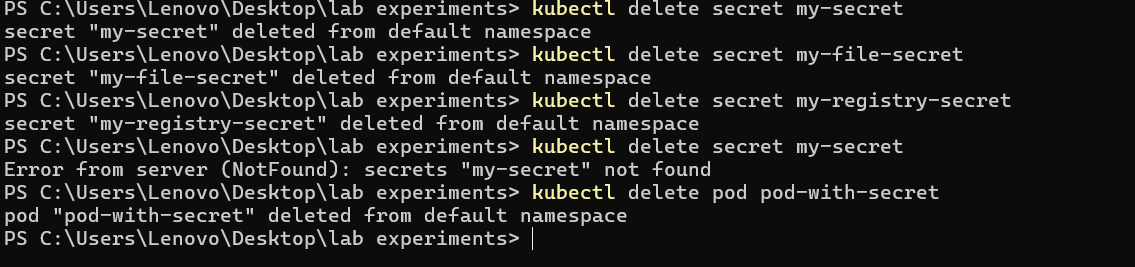 PS C:\Users\Lenovo\Desktop\lab experiments> kubectl delete secret my-secret
secret "my-secret" deleted from default namespace
PS C:\Users\Lenovo\Desktop\lab experiments> kubectl delete secret my-file-secret
secret "my-file-secret" deleted from default namespace
PS C:\Users\Lenovo\Desktop\lab experiments> kubectl delete secret my-registry-secret
secret "my-registry-secret" deleted from default namespace
PS C:\Users\Lenovo\Desktop\lab experiments> kubectl delete secret my-secret
Error from server (NotFound): secrets "my-secret" not found
PS C:\Users\Lenovo\Desktop\lab experiments> kubectl delete pod pod-with-secret
pod "pod-with-secret" deleted from default namespace
PS C:\Users\Lenovo\Desktop\lab experiments>